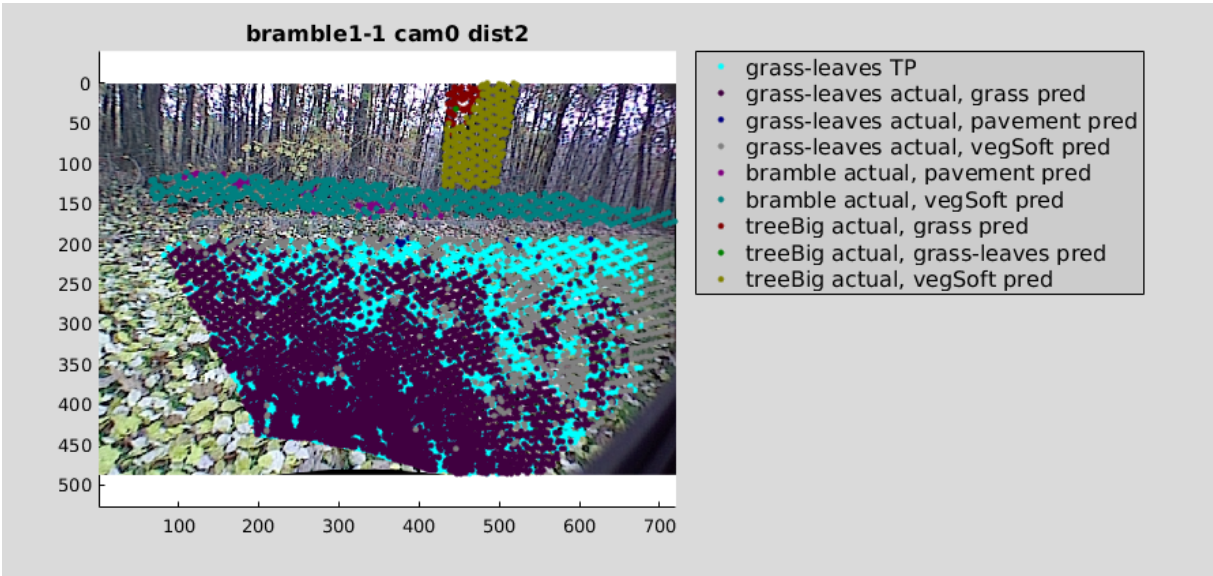 bramble1-1 cam0 dist2
0
50
100
150
200
250
300
350
400
450
500
100 200 300 400 500 600 700
grass-leaves TP
grass-leaves actual, grass pred
grass-leaves actual, pavement pred
grass-leaves actual, vegSoft pred
bramble actual, pavement pred
bramble actual, vegSoft pred
treeBig actual, grass pred
treeBig actual, grass-leaves pred
treeBig actual, vegSoft pred